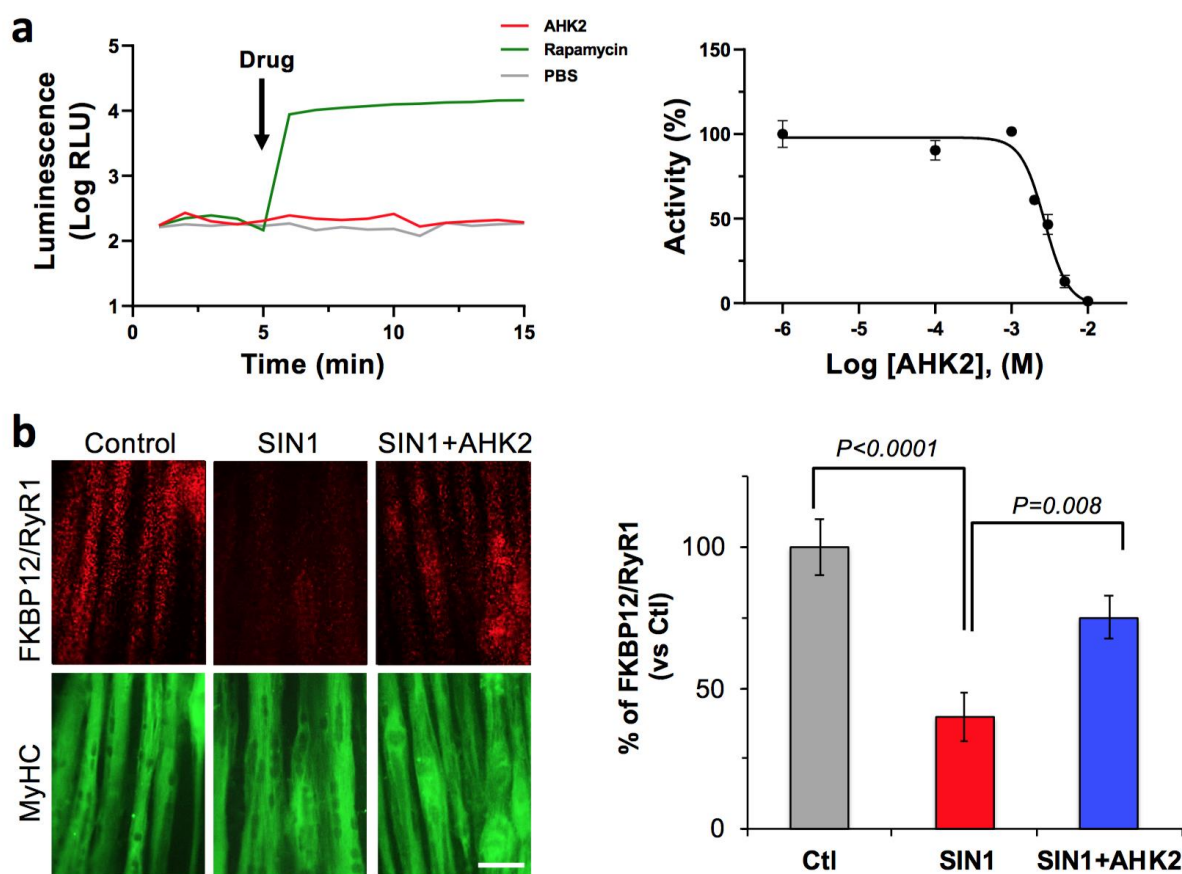 a
AHK2
Rapamycin
PBS
Drug
Luminescence
(Log RLU)
5
4
3
2
1
0
5
10
15
Time (min)
Activity (%)
150
100
50
0
-6
-5
-4
-3
-2
Log [AHK2], (M)
b
Control
SIN1
SIN1+AHK2
FKBP12/RyR1
MyHC
% of FKBP12/RyR1
(vs Ctl)
P<0.0001
P=0.008
100
50
0
Ctl
SIN1
SIN1+AHK2